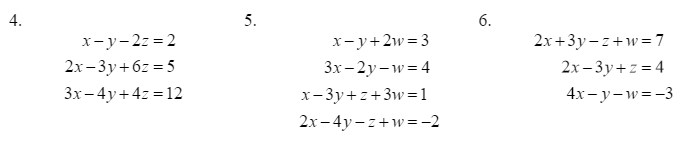 4.
x − y − 2z = 2
2x − 3y + 6z = 5
3x − 4y + 4z = 12
5.
x − y + 2w = 3
3x − 2y − w = 4
x − 3y + z + 3w = 1
2x − 4y − z + w = −2
6.
2x + 3y − z + w = 7
2x − 3y + z = 4
4x − y − w = −3